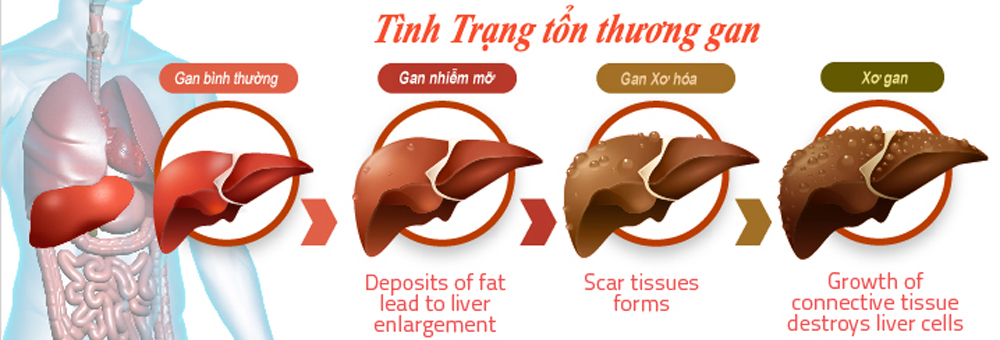 Tình Trạng tổn thương gan
Gan bình thường
Gan nhiễm mỡ
Gan Xơ hóa
Xơ gan
Deposits of fat
lead to liver
enlargement
Scar tissues
forms
Growth of
connective tissue
destroys liver cells